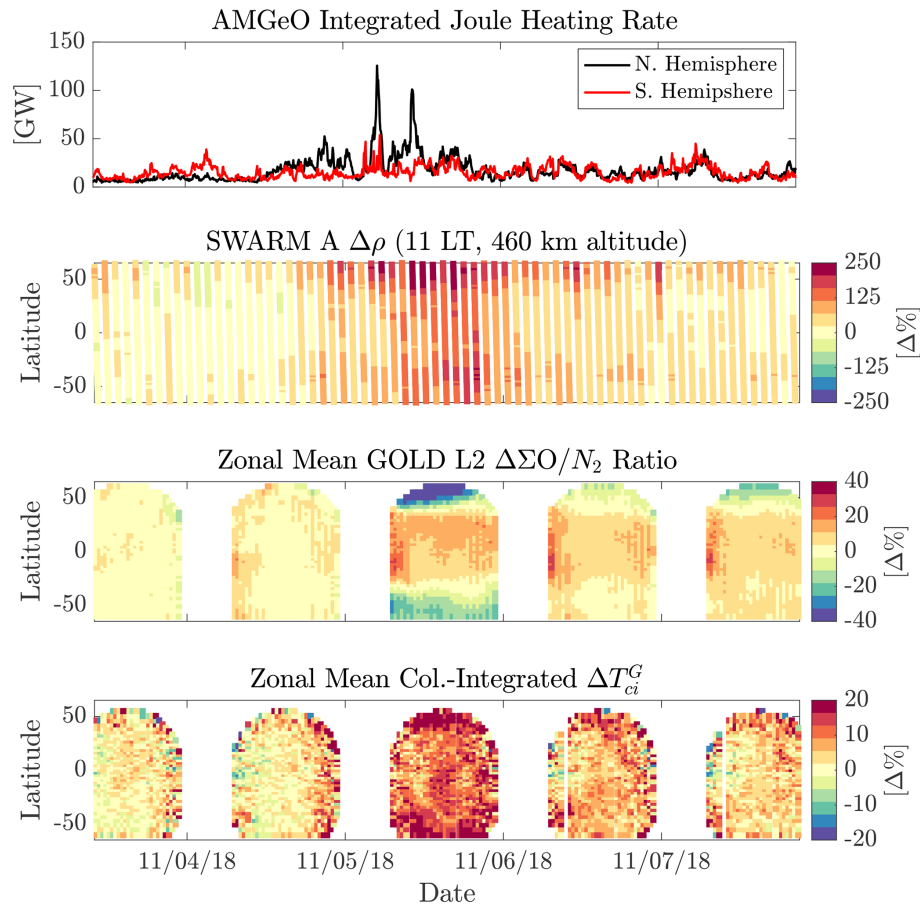 AMGeO Integrated Joule Heating Rate
150
100
50
0
[GW]
N. Hemisphere
S. Hemipshere
SWARM A Δρ (11 LT, 460 km altitude)
50
0
-50
Latitude
250
125
0
-125
-250
[Δ%]
Zonal Mean GOLD L2 ΔΣO/N₂ Ratio
50
0
-50
Latitude
40
20
0
-20
-40
[Δ%]
Zonal Mean Col.-Integrated ΔT_{ci}^{G}
50
0
-50
Latitude
20
10
0
-10
-20
[Δ%]
11/04/18 11/05/18 11/06/18 11/07/18
Date